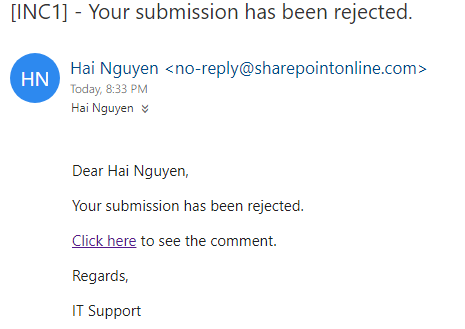 [INC1] - Your submission has been rejected.
HN
Hai Nguyen <no-reply@sharepointonline.com>
Today, 8:33 PM
Hai Nguyen
Dear Hai Nguyen,
Your submission has been rejected.
Click here to see the comment.
Regards,
IT Support